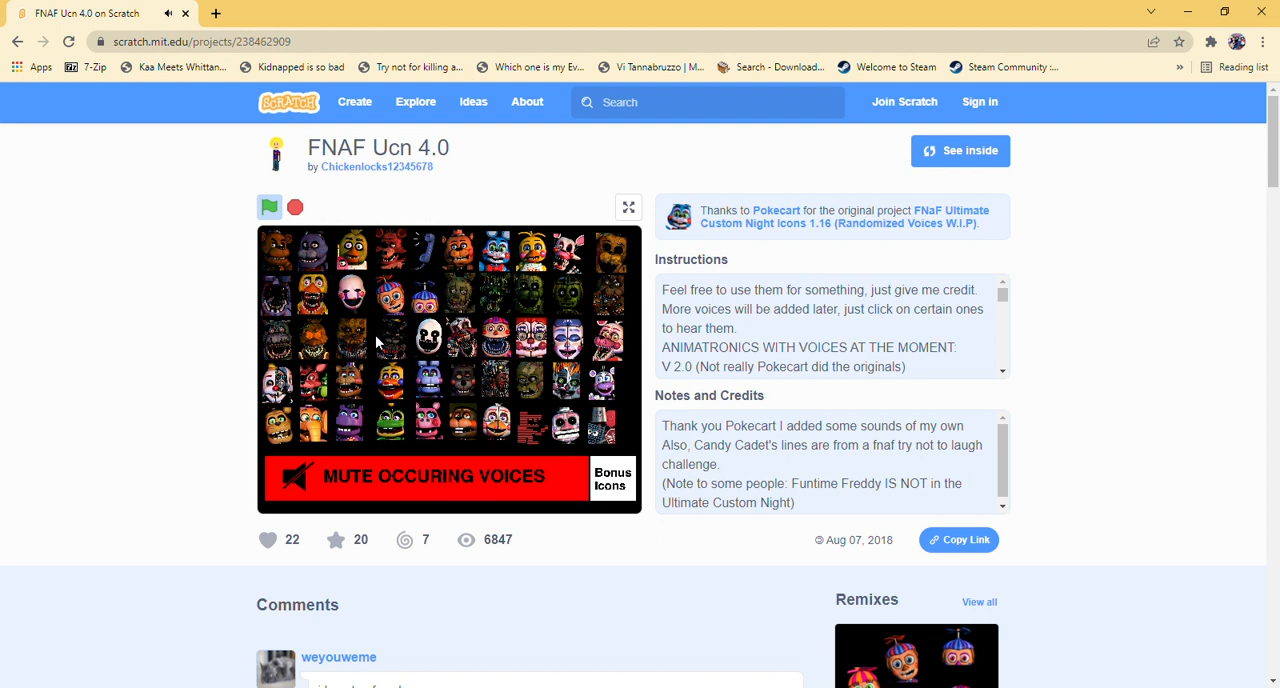 FNAF Ucn 4.0 on Scratch
scratch.mit.edu/projects/238462909
Apps 7-Zip Kaa Meets Whittan... Kidnapped is so bad Try not for killing a... Which one is my Ev... Vi Tannabruzzo | M... Search - Download... Welcome to Steam Steam Community :... » Reading list
SCRATCH Create Explore Ideas About Search Join Scratch Sign in
FNAF Ucn 4.0
by Chickenlocks12345678
See inside
Thanks to Pokecart for the original project FNaF Ultimate
Custom Night Icons 1.16 (Randomized Voices W.I.P).
Instructions
Feel free to use them for something, just give me credit.
More voices will be added later, just click on certain ones
to hear them.
ANIMATRONICS WITH VOICES AT THE MOMENT:
V 2.0 (Not really Pokecart did the originals)
Notes and Credits
Thank you Pokecart I added some sounds of my own
Also, Candy Cadet's lines are from a fnaf try not to laugh
challenge.
(Note to some people: Funtime Freddy IS NOT in the
Ultimate Custom Night)
MUTE OCCURING VOICES
Bonus
Icons
22 20 7 6847
© Aug 07, 2018
Copy Link
Comments
Remixes
View all
weyouweme